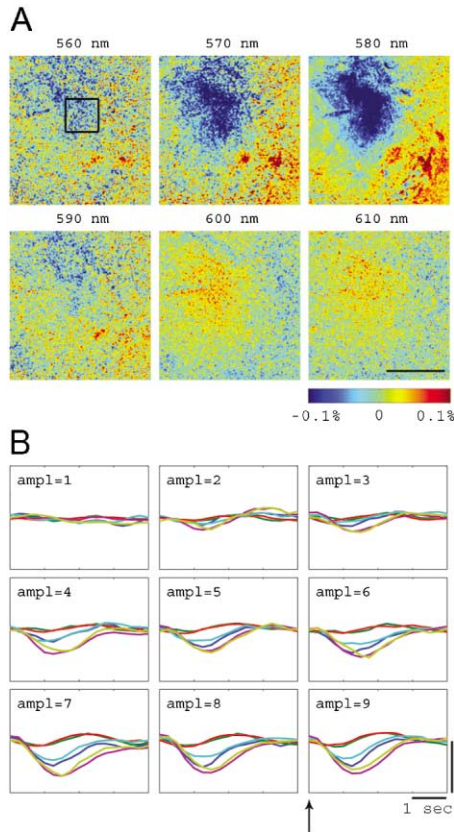 A
560 nm
570 nm
580 nm
590 nm
600 nm
610 nm
-0.1%
0
0.1%
B
ampl=1
ampl=2
ampl=3
ampl=4
ampl=5
ampl=6
ampl=7
ampl=8
ampl=9
1 sec